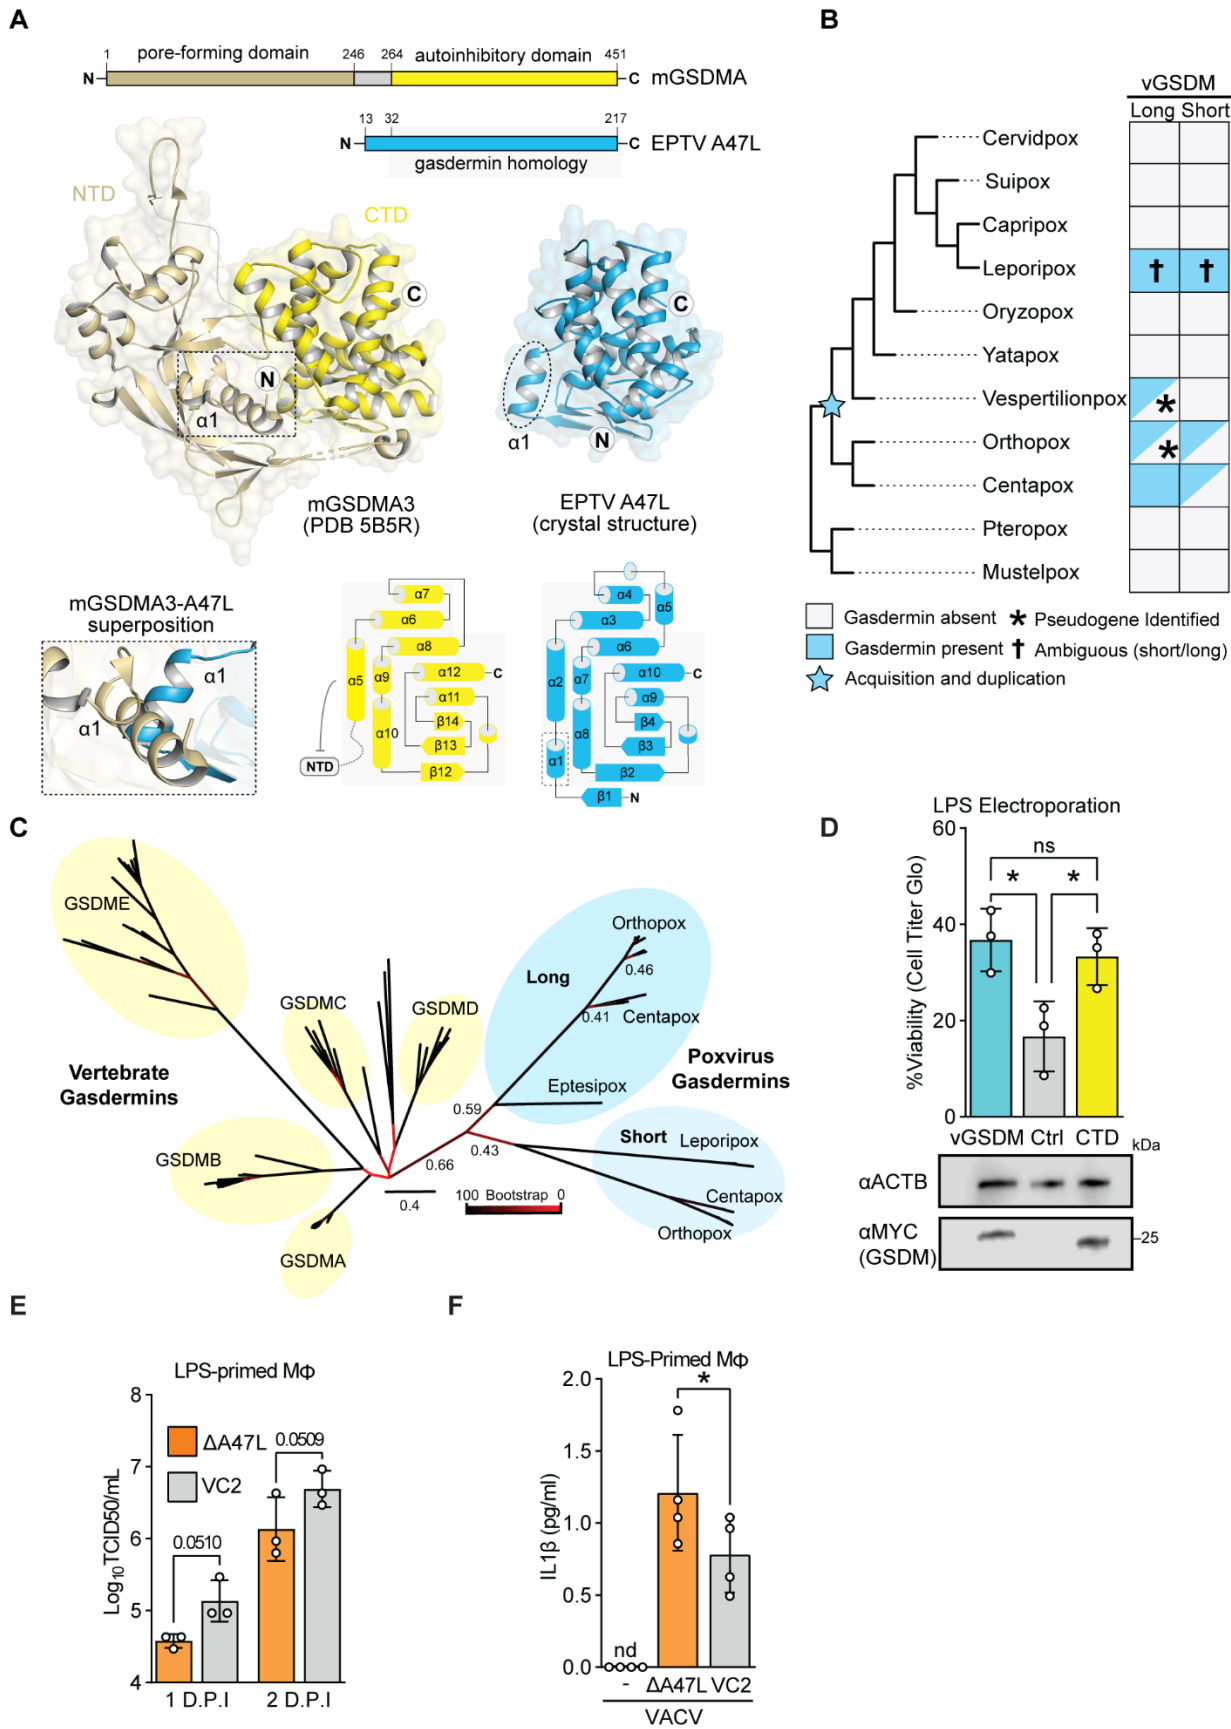 A
1
pore-forming domain
246
264
autoinhibitory domain
451
N
C
mGSDMA
13
32
217
N
C
EPTV A47L
gasdermin homology
NTD
CTD
C
N
α1
C
N
α1
mGSDMA3
(PDB 5B5R)
EPTV A47L
(crystal structure)
mGSDMA3-A47L
superposition
α1
α1
α7
α6
α8
α5
α9
α12
C
α11
β14
α10
β13
NTD
β12
α4
α5
α3
α6
α2
α7
α10
C
α9
β4
α8
β3
α1
β2
β1
N
B
vGSDM
Long Short
Cervidpox
Suipox
Capripox
Leporipox
† †
Oryzopox
Yatapox
Vespertilionpox
*
Orthopox
*
Centapox
Pteropox
Mustelpox
Gasdermin absent
* Pseudogene Identified
Gasdermin present
† Ambiguous (short/long)
Acquisition and duplication
C
GSDME
GSDMC
GSDMD
Vertebrate
Gasdermins
GSDMB
GSDMA
Orthopox
0.46
Long
0.41
Centapox
Poxvirus
Gasdermins
Eptesipox
0.59
Short
Leporipox
0.43
0.66
Centapox
Orthopox
0.4
100 Bootstrap 0
D
LPS Electroporation
60
40
20
0
%Viability (Cell Titer Glo)
ns
* *
vGSDM Ctrl CTD
kDa
αACTB
αMYC
(GSDM)
25
E
LPS-primed MΦ
8
7
6
5
4
Log10TCID50/mL
ΔA47L
VC2
0.0509
0.0510
1 D.P.I 2 D.P.I
F
LPS-Primed MΦ
2.0
1.5
1.0
0.5
0.0
IL1β (pg/ml)
*
nd
- ΔA47L VC2
VACV